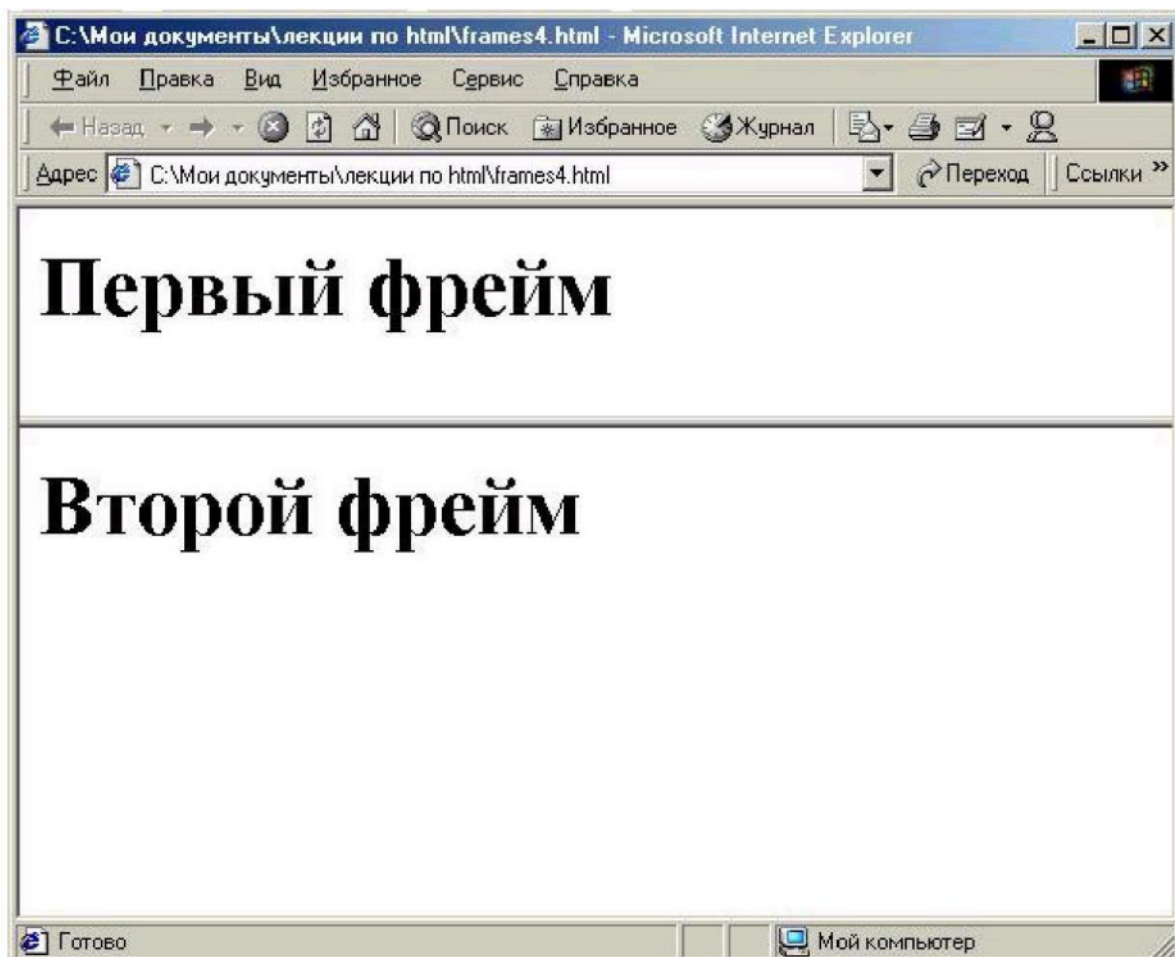 C:\Мои документы\лекции по html\frames4.html - Microsoft Internet Explorer
Файл Правка Вид Избранное Сервис Справка
Назад Поиск Избранное Журнал
Адрес C:\Мои документы\лекции по html\frames4.html Переход Ссылки »
Первый фрейм
Второй фрейм
Готово Мой компьютер